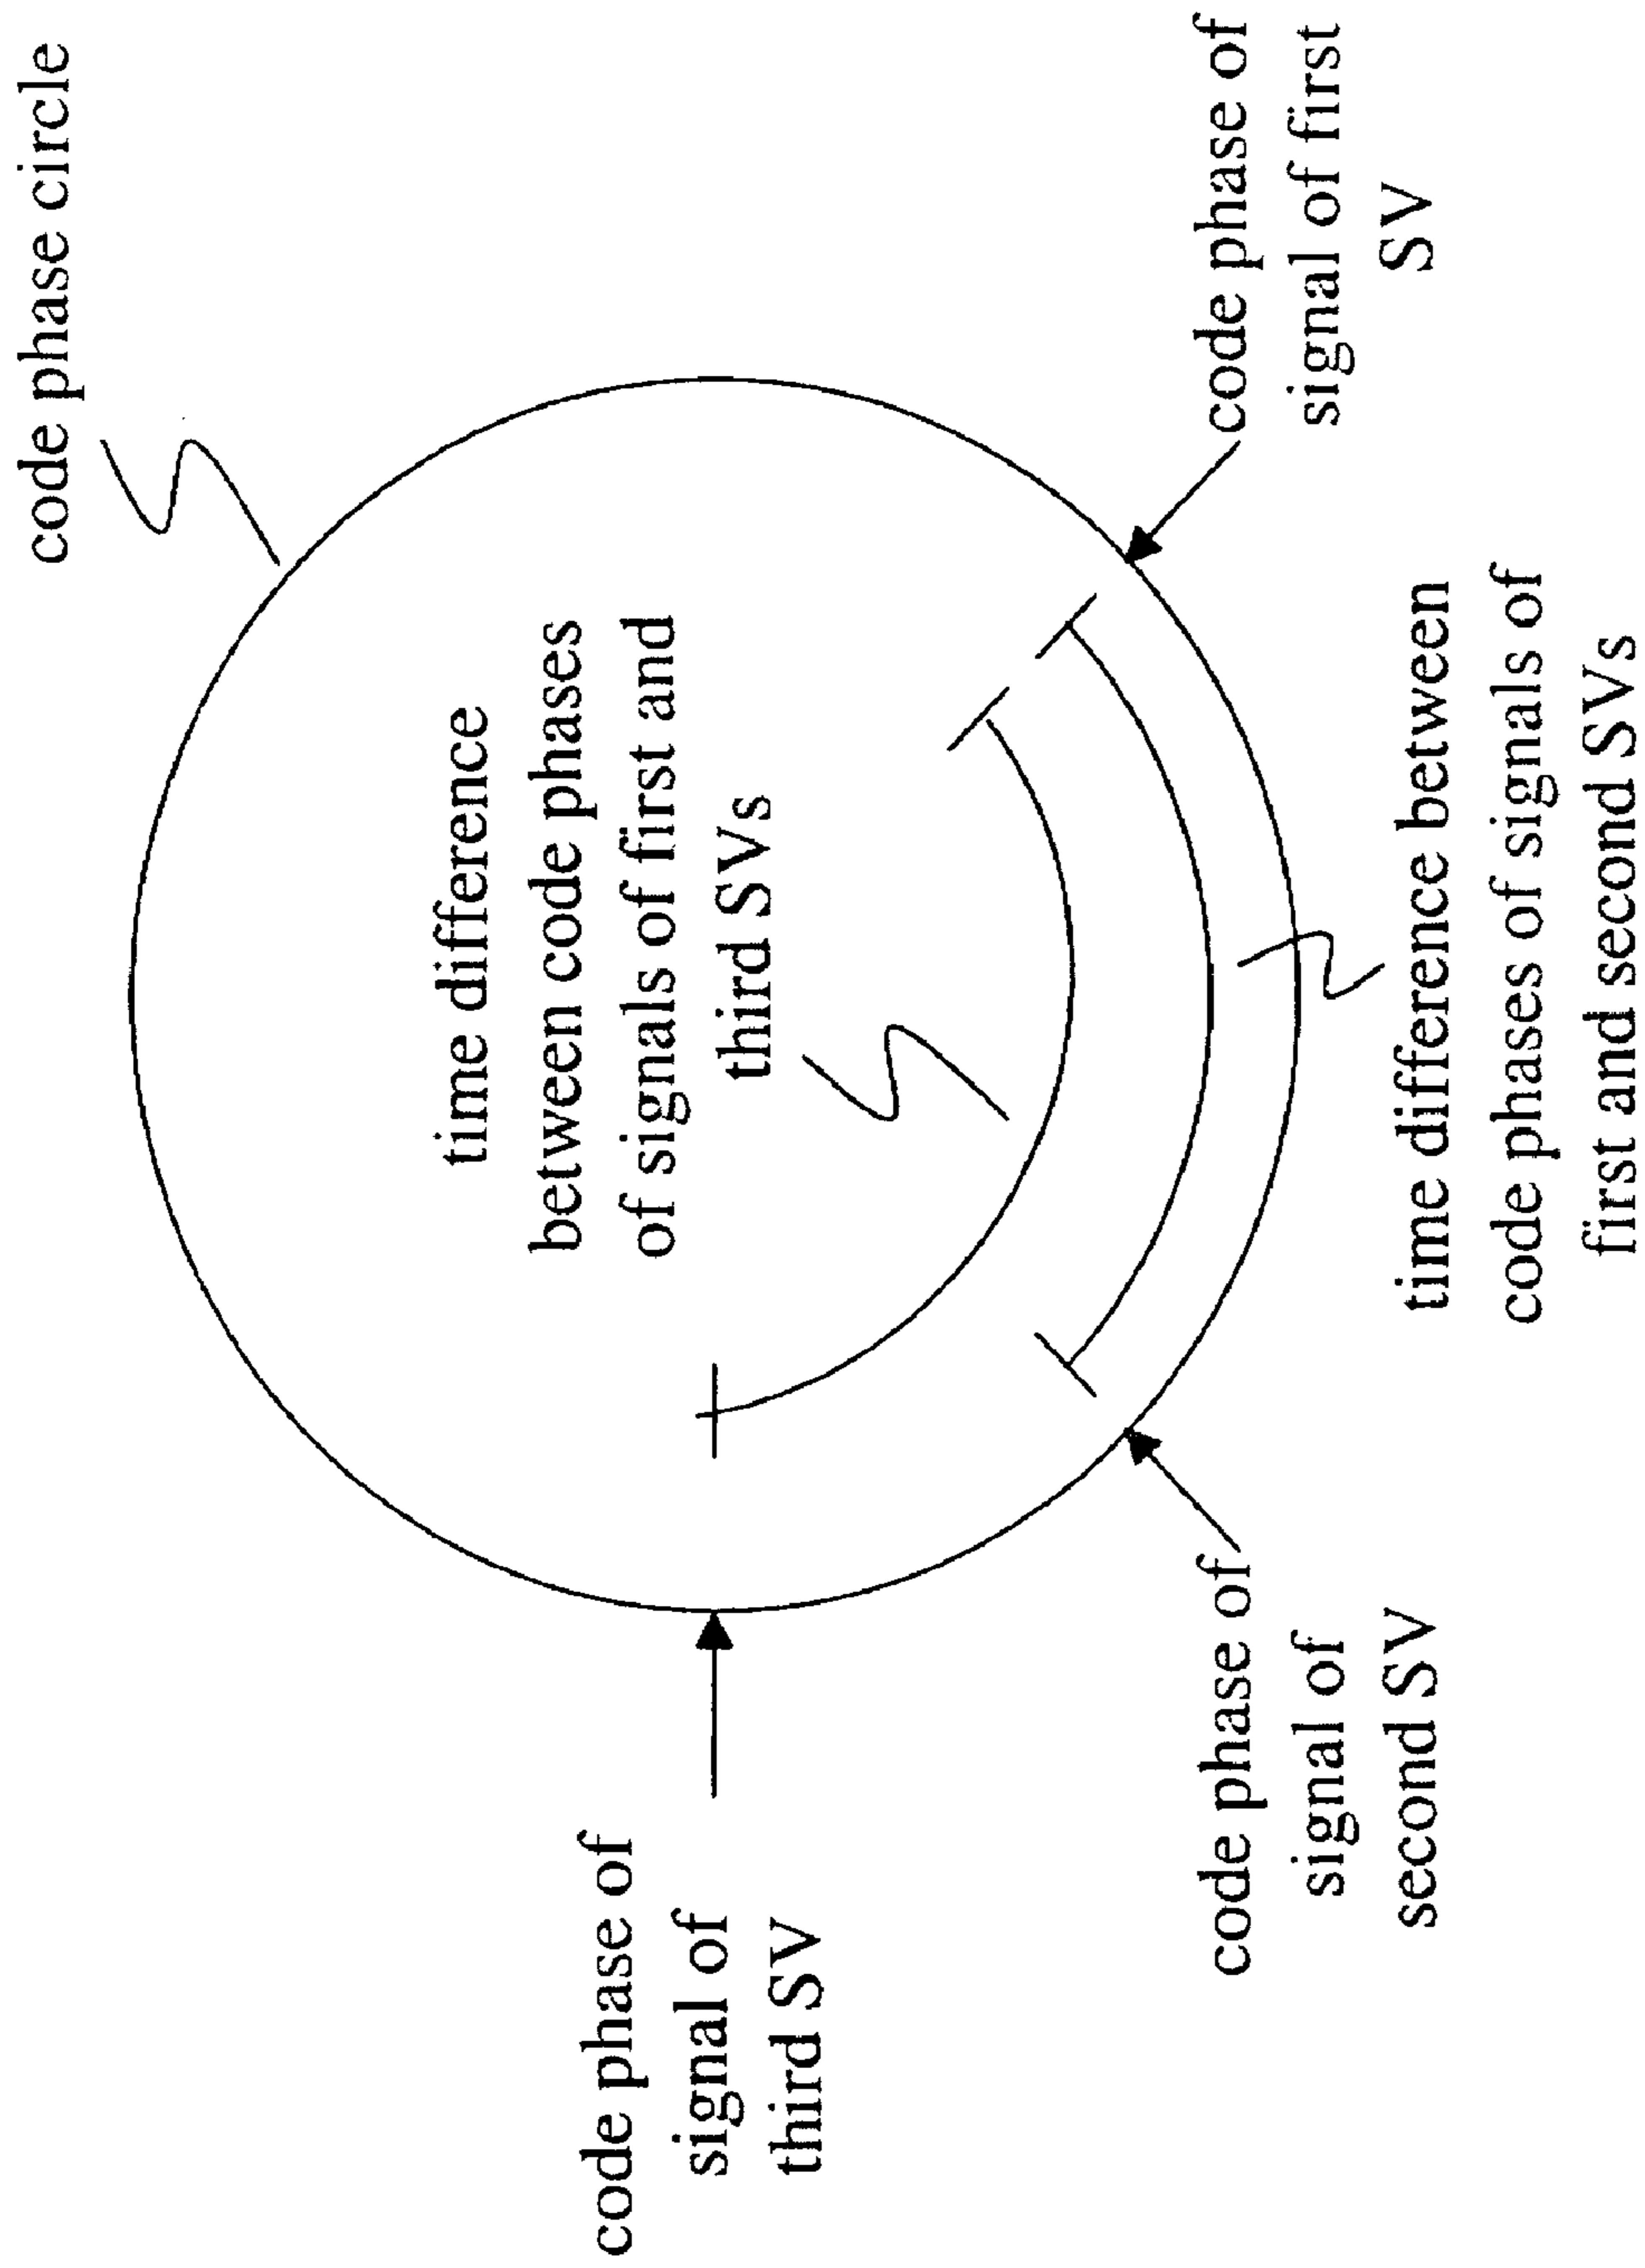 code phase circle
time difference
between code phases
of signals of first and
third SVs
code phase of
signal of
third SV
code phase of
signal of first
SV
code phase of
signal of
second SV
time difference between
code phases of signals of
first and second SVs